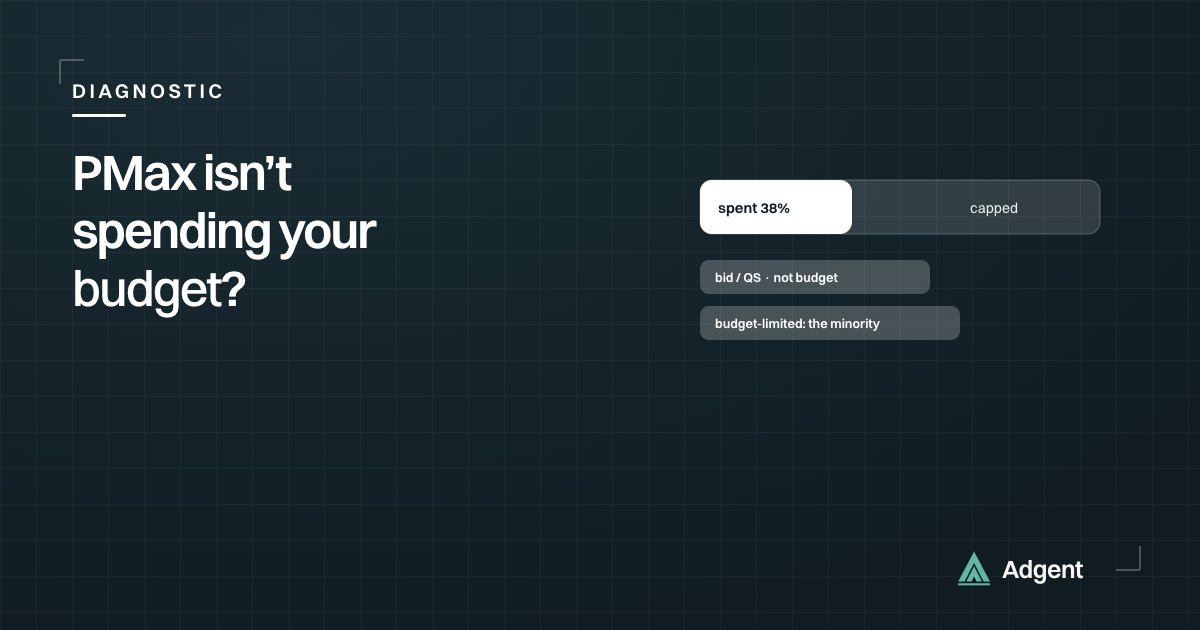 DIAGNOSTIC
PMax isn’t
spending your
budget?
spent 38%
capped
bid / QS · not budget
budget-limited: the minority
Adgent